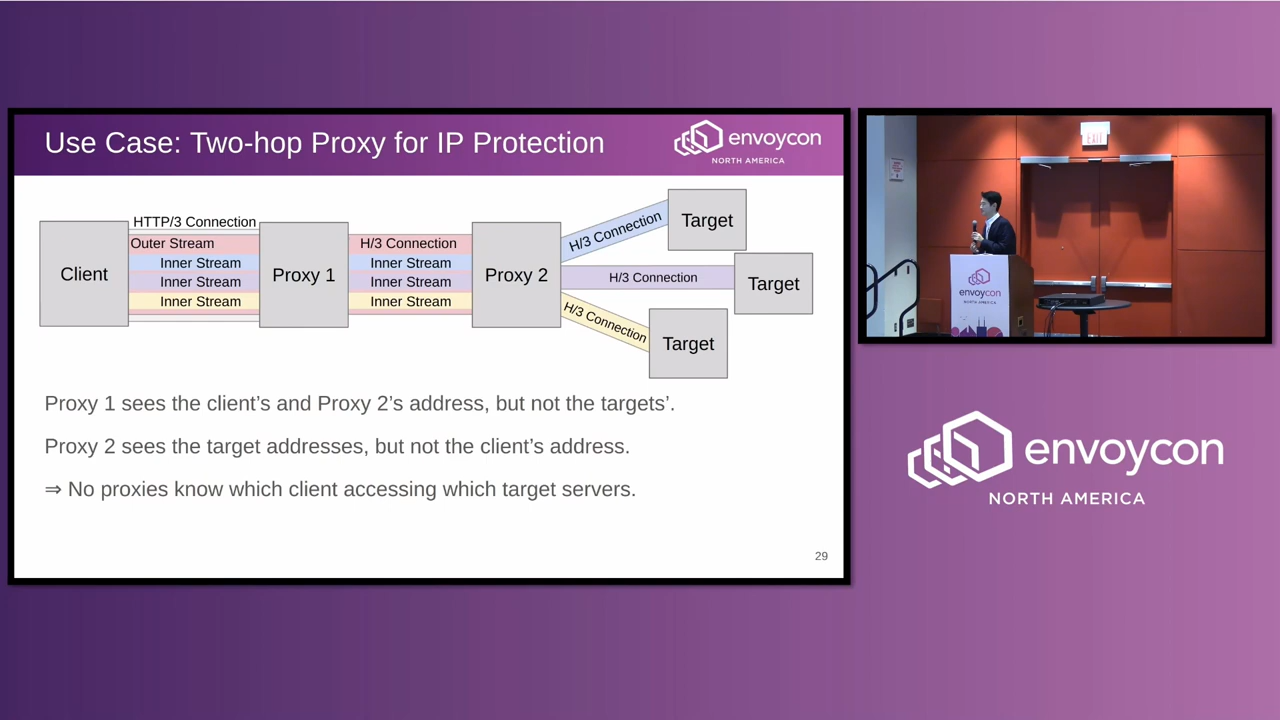 Use Case: Two-hop Proxy for IP Protection
envoycon
NORTH AMERICA
HTTP/3 Connection
Outer Stream
Inner Stream
Inner Stream
Inner Stream
Client
Proxy 1
H/3 Connection
Inner Stream
Inner Stream
Inner Stream
Proxy 2
H/3 Connection
Target
H/3 Connection
Target
H/3 Connection
Target
Proxy 1 sees the client’s and Proxy 2’s address, but not the targets’.
Proxy 2 sees the target addresses, but not the client’s address.
⇒ No proxies know which client accessing which target servers.
29
EXIT
envoycon
NORTH AMERICA
envoycon
NORTH AMERICA